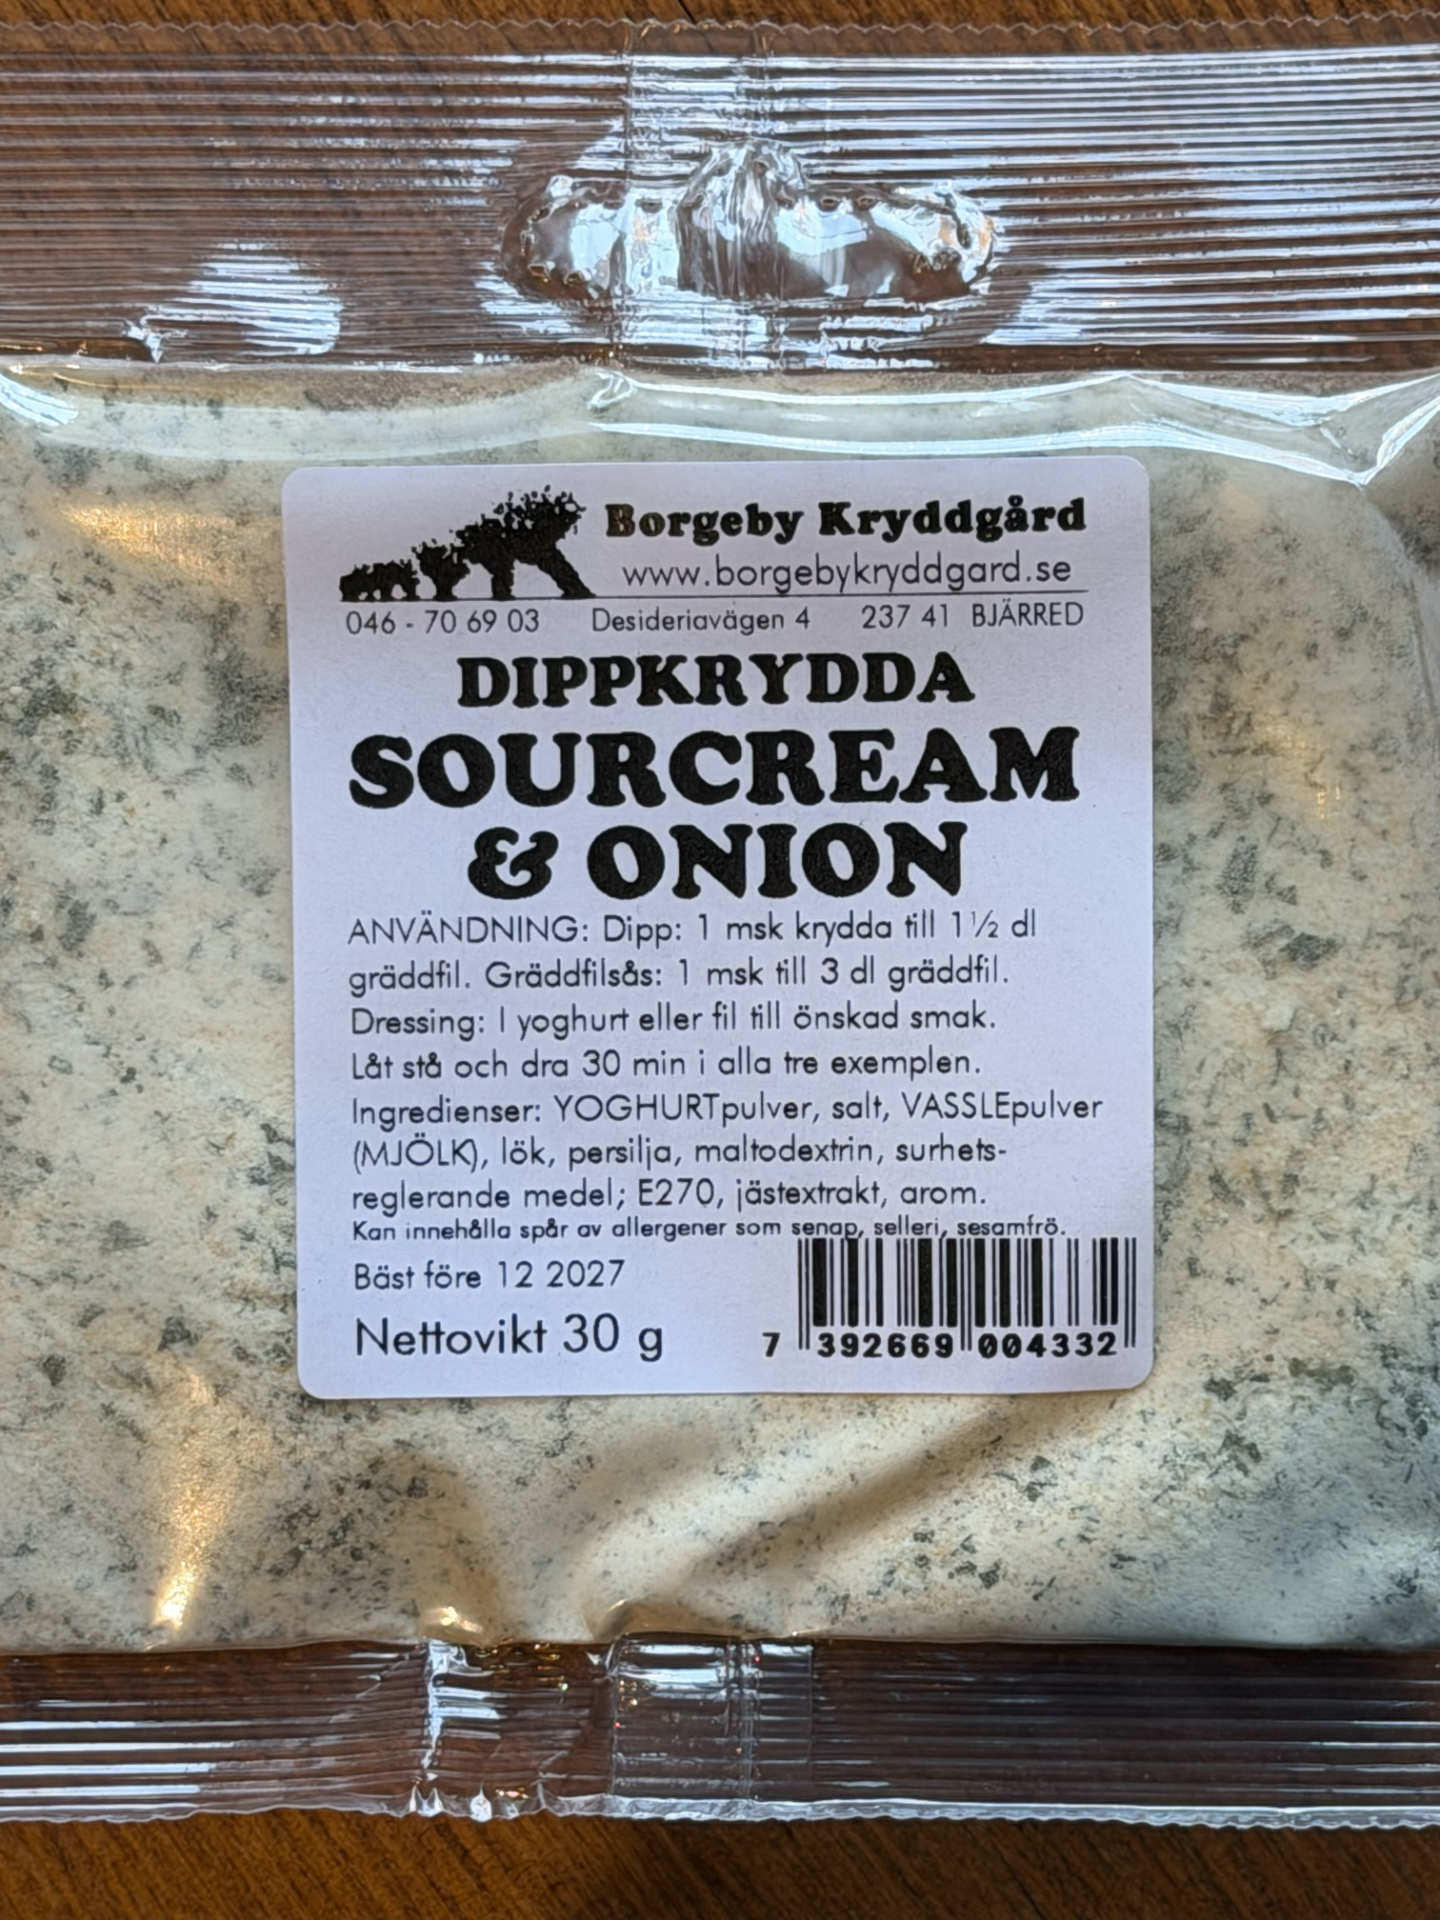 Borgeby Kryddgård
www.borgebykryddgard.se
046 - 70 69 03 Desideriavägen 4 237 41 BJÄRRED
DIPPKRYDDA
SOURCREAM
& ONION
ANVÄNDNING: Dipp: 1 msk krydda till 1½ dl
gräddfil. Gräddfilsås: 1 msk till 3 dl gräddfil.
Dressing: I yoghurt eller fil till önskad smak.
Låt stå och dra 30 min i alla tre exemplen.
Ingredienser: YOGHURTpulver, salt, VASSLEpulver
(MJÖLK), lök, persilja, maltodextrin, surhets-
reglerande medel; E270, jästextrakt, arom.
Kan innehålla spår av allergener som senap, selleri, sesamfrö.
Bäst före 12 2027
Nettovikt 30 g
7 392669 004332